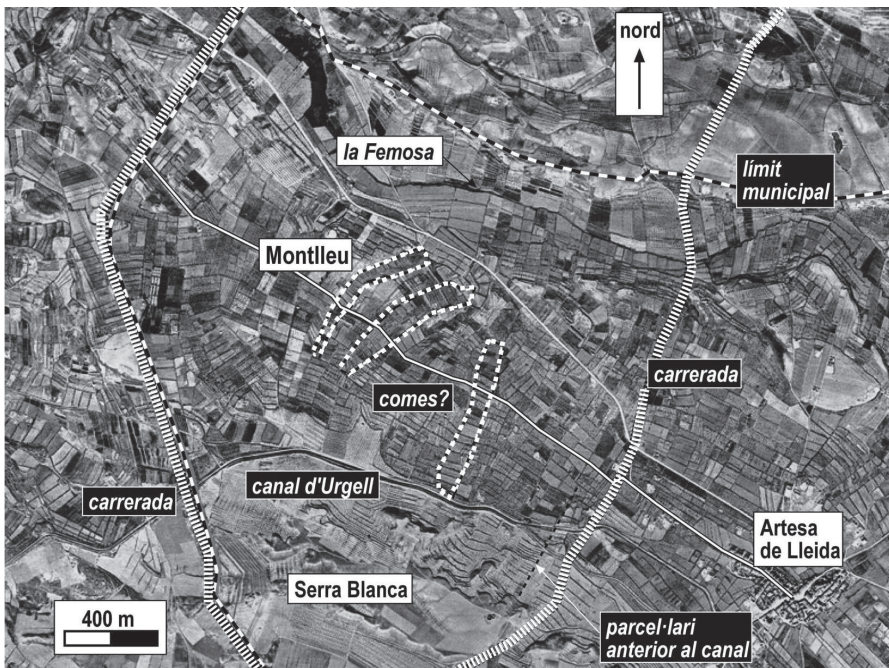 nord
la Femosa
límit
municipal
Montlleu
carrerada
comes?
canal d'Urgell
carrerada
Artesa
de Lleida
Serra Blanca
400 m
parcel·lari
anterior al canal